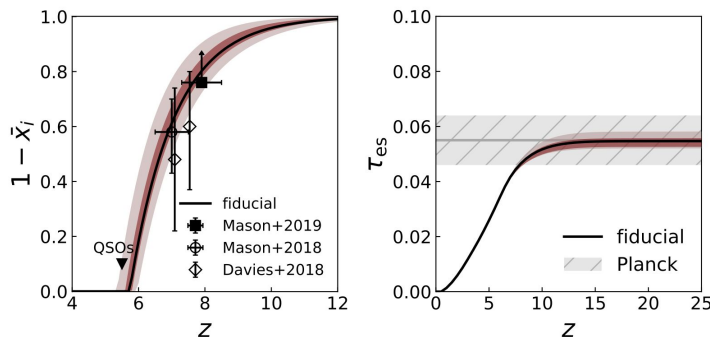 1.0
0.8
0.6
0.4
0.2
0.0
1 − x̄ᵢ
QSOs
fiducial
Mason+2019
Mason+2018
Davies+2018
4 6 8 10 12
z
0.10
0.08
0.06
0.04
0.02
0.00
τes
fiducial
Planck
0 5 10 15 20 25
z